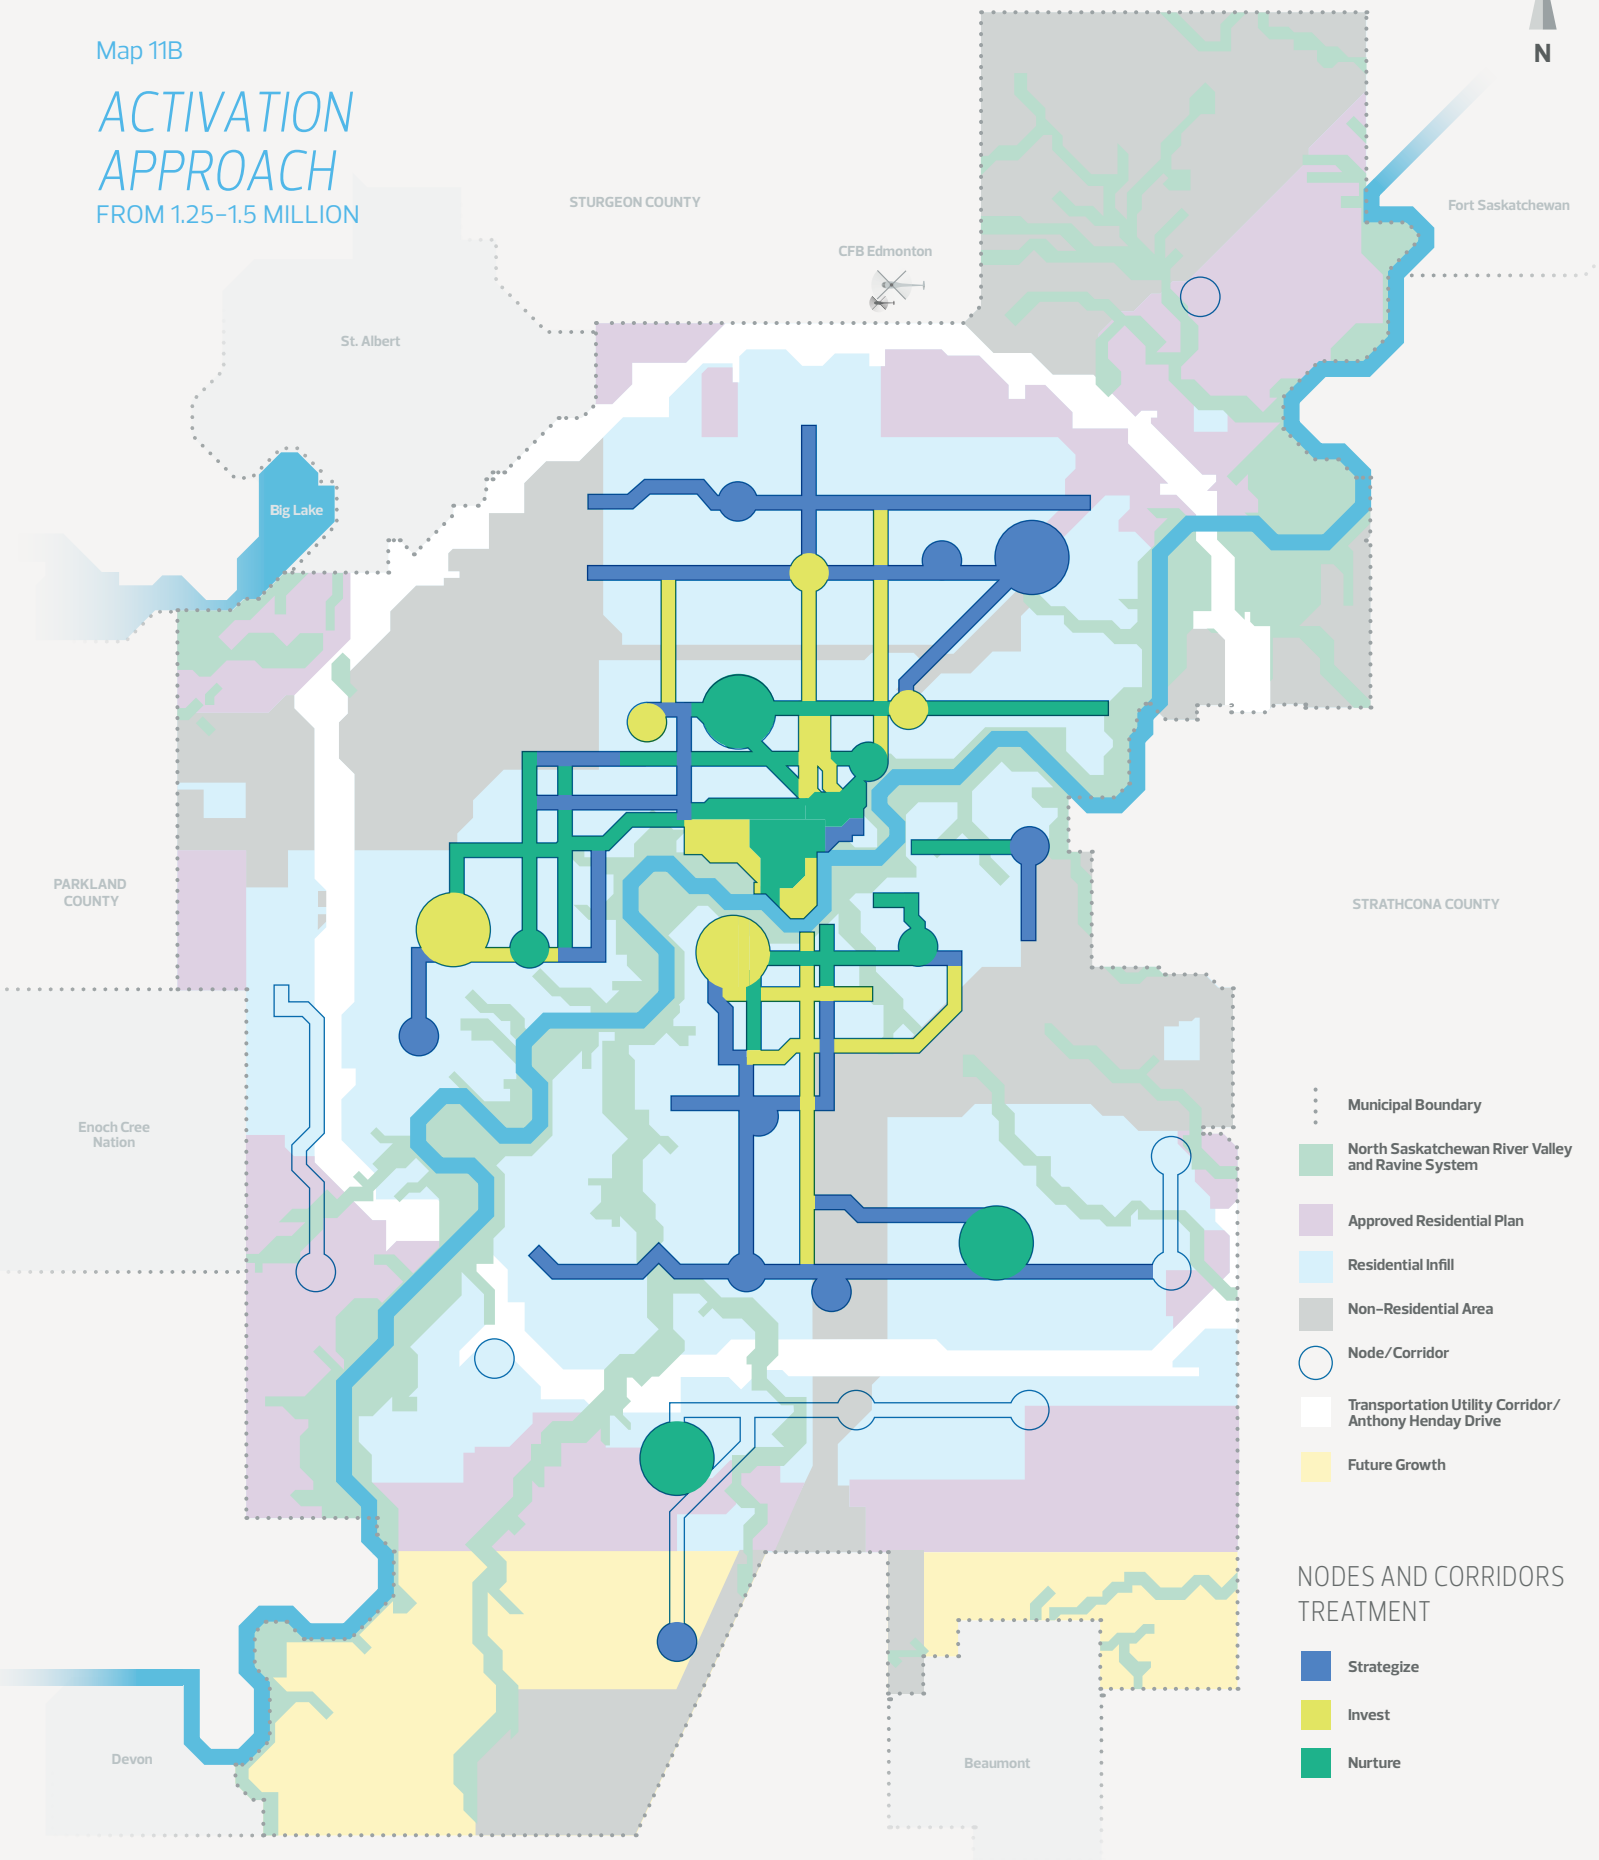 Map 11B
ACTIVATION
APPROACH
FROM 1.25-1.5 MILLION
N
STURGEON COUNTY
Fort Saskatchewan
CFB Edmonton
St. Albert
Big Lake
PARKLAND
COUNTY
STRATHCONA COUNTY
Enoch Cree
Nation
Devon
Beaumont
Municipal Boundary
North Saskatchewan River Valley
and Ravine System
Approved Residential Plan
Residential Infill
Non-Residential Area
Node/Corridor
Transportation Utility Corridor/
Anthony Henday Drive
Future Growth
NODES AND CORRIDORS
TREATMENT
Strategize
Invest
Nurture